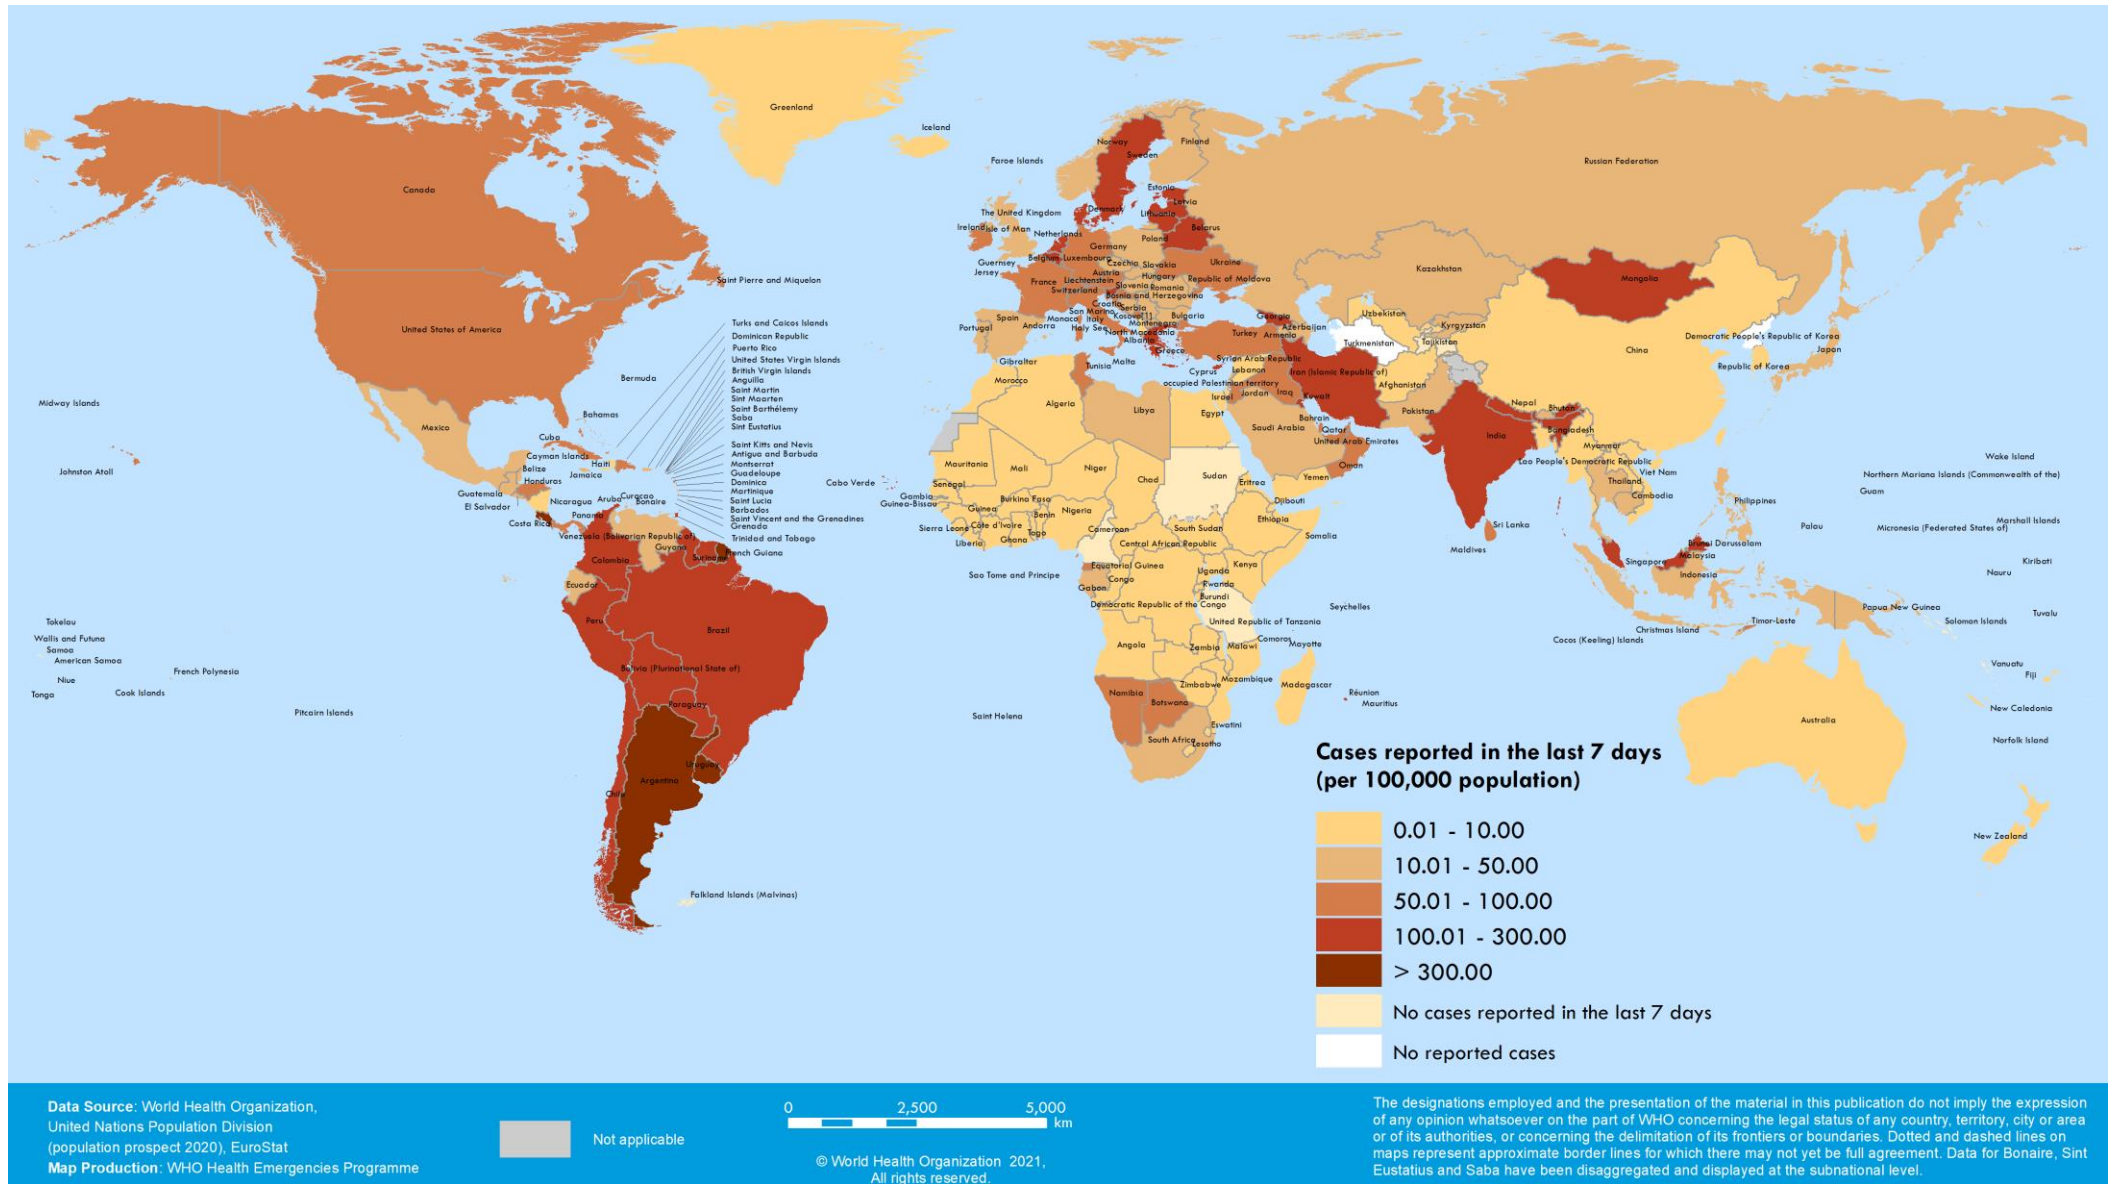 Greenland
Iceland
Canada
Faroe Islands
Norway
Sweden
Finland
Russian Federation
Estonia
Latvia
Lithuania
Denmark
The United Kingdom
Ireland
Isle of Man
Netherlands
Belarus
Poland
Germany
Guernsey
Jersey
Belgium
Luxembourg
Czechia
Slovakia
Ukraine
Austria
Hungary
Republic of Moldova
France
Liechtenstein
Switzerland
Slovenia
Romania
Bosnia and Herzegovina
Croatia
Serbia
San Marino
Kosovo[1]
Bulgaria
Monaco
Italy
Montenegro
Holy See
North Macedonia
Albania
Greece
Portugal
Spain
Andorra
Gibraltar
Malta
Tunisia
Kazakhstan
Mongolia
Georgia
Azerbaijan
Turkey
Armenia
Uzbekistan
Kyrgyzstan
Turkmenistan
Tajikistan
China
Democratic People's Republic of Korea
Japan
Republic of Korea
Saint Pierre and Miquelon
United States of America
Bermuda
Midway Islands
Johnston Atoll
Mexico
Bahamas
Cuba
Cayman Islands
Belize
Jamaica
Haiti
Honduras
Guatemala
El Salvador
Nicaragua
Aruba
Curacao
Bonaire
Costa Rica
Panama
Turks and Caicos Islands
Dominican Republic
Puerto Rico
United States Virgin Islands
British Virgin Islands
Anguilla
Saint Martin
Sint Maarten
Saint Barthélemy
Saba
Sint Eustatius
Saint Kitts and Nevis
Antigua and Barbuda
Montserrat
Guadeloupe
Dominica
Martinique
Saint Lucia
Barbados
Saint Vincent and the Grenadines
Grenada
Trinidad and Tobago
Venezuela (Bolivarian Republic of)
Guyana
Suriname
French Guiana
Colombia
Ecuador
Peru
Brazil
Bolivia (Plurinational State of)
Paraguay
Uruguay
Argentina
Chile
Falkland Islands (Malvinas)
Cyprus
Syrian Arab Republic
Lebanon
occupied Palestinian territory
Israel
Jordan
Iraq
Iran (Islamic Republic of)
Kuwait
Afghanistan
Pakistan
Bahrain
Qatar
United Arab Emirates
Saudi Arabia
Oman
Yemen
Nepal
Bhutan
India
Bangladesh
Myanmar
Lao People's Democratic Republic
Viet Nam
Thailand
Cambodia
Philippines
Sri Lanka
Maldives
Brunei Darussalam
Malaysia
Singapore
Indonesia
Morocco
Algeria
Libya
Egypt
Mauritania
Mali
Niger
Chad
Sudan
Eritrea
Djibouti
Cabo Verde
Senegal
Gambia
Guinea-Bissau
Guinea
Burkina Faso
Benin
Nigeria
Sierra Leone
Côte d'Ivoire
Togo
Ghana
Liberia
Cameroon
Central African Republic
South Sudan
Ethiopia
Somalia
Sao Tome and Principe
Equatorial Guinea
Gabon
Congo
Uganda
Kenya
Rwanda
Burundi
Democratic Republic of the Congo
United Republic of Tanzania
Seychelles
Comoros
Mayotte
Angola
Zambia
Malawi
Mozambique
Zimbabwe
Madagascar
Namibia
Botswana
Réunion
Mauritius
Saint Helena
Eswatini
South Africa
Lesotho
Wake Island
Northern Mariana Islands (Commonwealth of the)
Guam
Palau
Marshall Islands
Micronesia (Federated States of)
Kiribati
Nauru
Papua New Guinea
Solomon Islands
Tuvalu
Timor-Leste
Christmas Island
Cocos (Keeling) Islands
Vanuatu
Fiji
New Caledonia
Norfolk Island
Australia
New Zealand
Tokelau
Wallis and Futuna
Samoa
American Samoa
Niue
Tonga
Cook Islands
French Polynesia
Pitcairn Islands
Cases reported in the last 7 days
(per 100,000 population)
0.01 - 10.00
10.01 - 50.00
50.01 - 100.00
100.01 - 300.00
> 300.00
No cases reported in the last 7 days
No reported cases
Data Source: World Health Organization,
United Nations Population Division
(population prospect 2020), EuroStat
Map Production: WHO Health Emergencies Programme
Not applicable
0 2,500 5,000
km
© World Health Organization 2021,
All rights reserved.
The designations employed and the presentation of the material in this publication do not imply the expression
of any opinion whatsoever on the part of WHO concerning the legal status of any country, territory, city or area
or of its authorities, or concerning the delimitation of its frontiers or boundaries. Dotted and dashed lines on
maps represent approximate border lines for which there may not yet be full agreement. Data for Bonaire, Sint
Eustatius and Saba have been disaggregated and displayed at the subnational level.